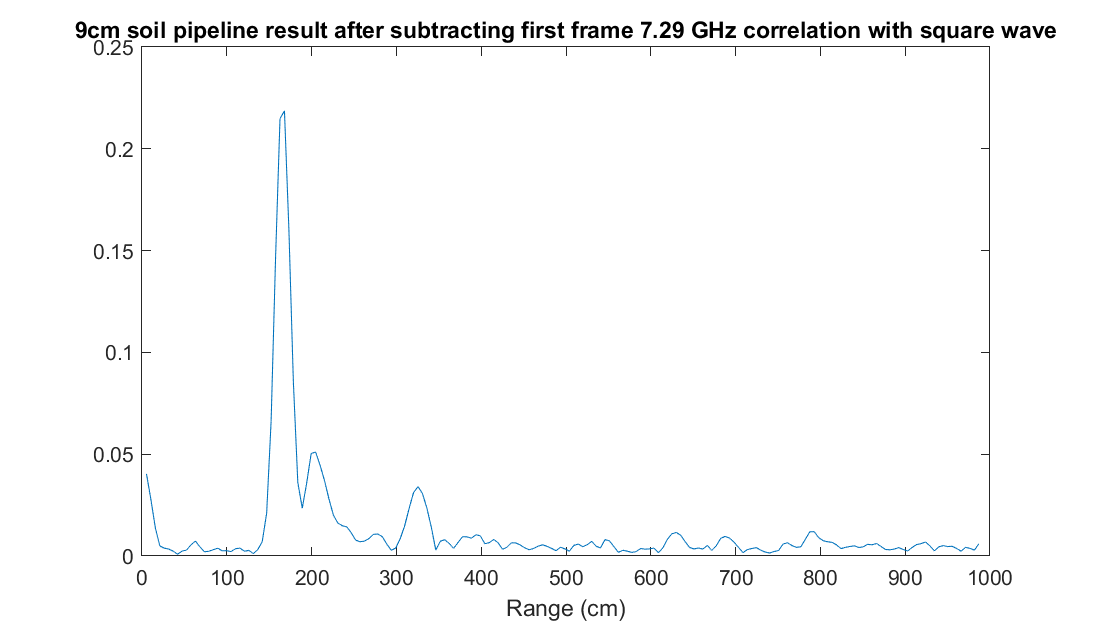 9cm soil pipeline result after subtracting first frame 7.29 GHz correlation with square wave
0.25
0.2
0.15
0.1
0.05
0
0 100 200 300 400 500 600 700 800 900 1000
Range (cm)